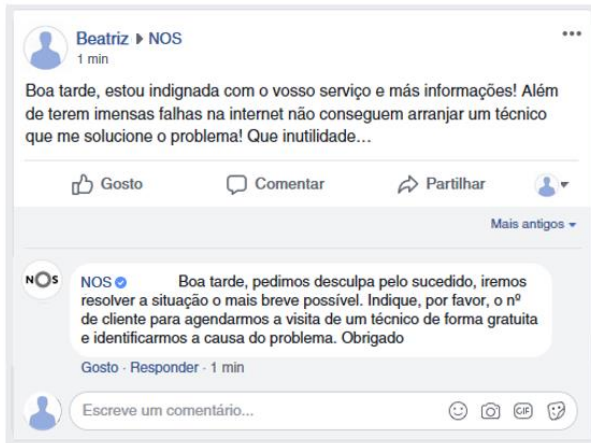 Beatriz ▶ NOS
1 min
Boa tarde, estou indignada com o vosso serviço e más informações! Além
de terem imensas falhas na internet não conseguem arranjar um técnico
que me solucione o problema! Que inutilidade…
Gosto Comentar Partilhar
Mais antigos
NOS
NOS Boa tarde, pedimos desculpa pelo sucedido, iremos
resolver a situação o mais breve possível. Indique, por favor, o nº
de cliente para agendarmos a visita de um técnico de forma gratuita
e identificarmos a causa do problema. Obrigado
Gosto · Responder · 1 min
Escreve um comentário... GIF